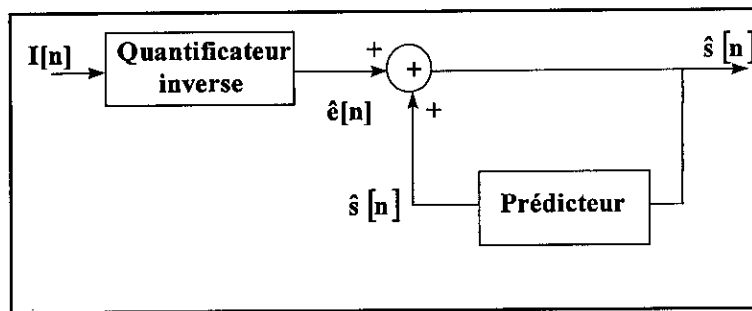 I[n]
Quantificateur
inverse
+
+
ŝ [n]
ê[n]
+
ŝ [n]
Prédicteur